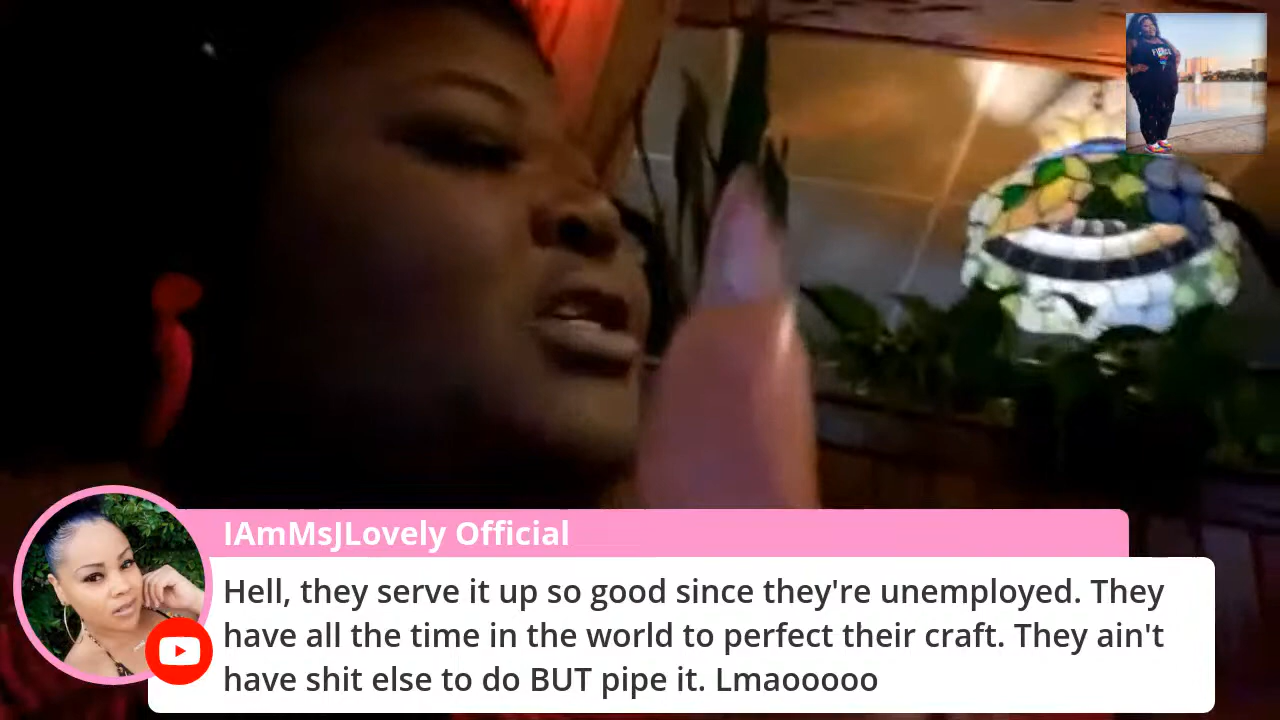 IAmMsJLovely Official
Hell, they serve it up so good since they're unemployed. They
have all the time in the world to perfect their craft. They ain't
have shit else to do BUT pipe it. Lmaooooo